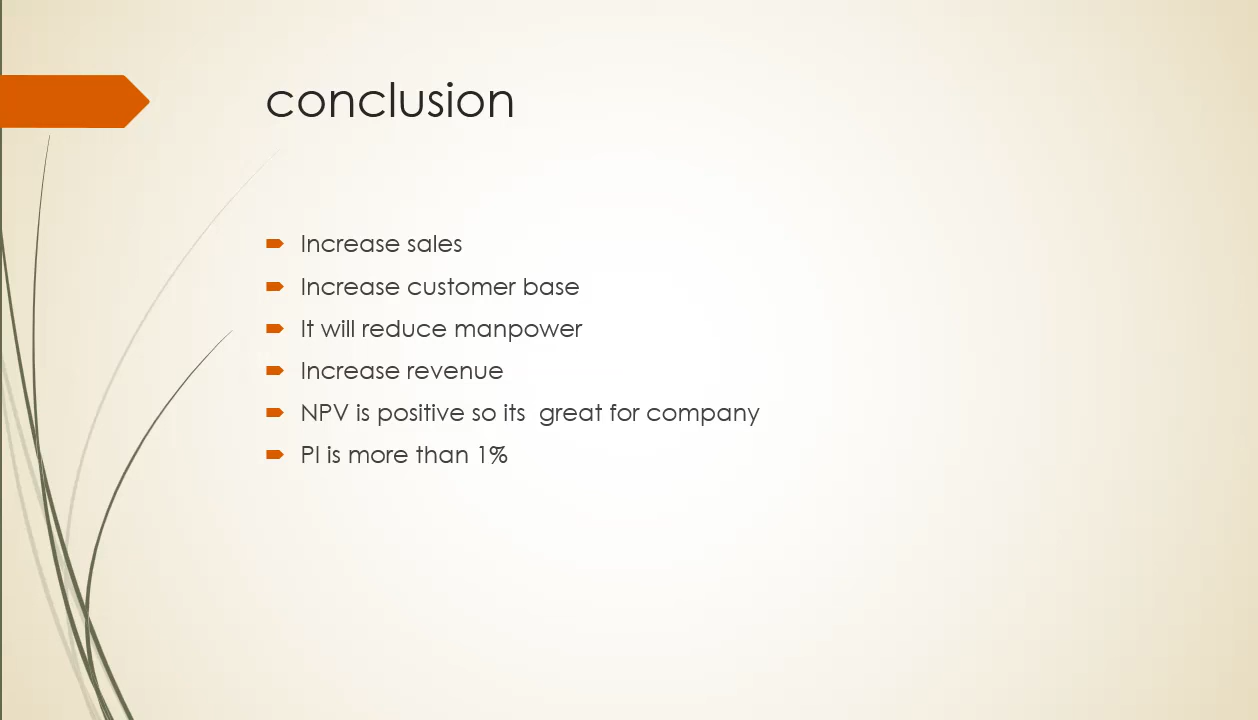 conclusion
Increase sales
Increase customer base
It will reduce manpower
Increase revenue
NPV is positive so its  great for company
PI is more than 1%